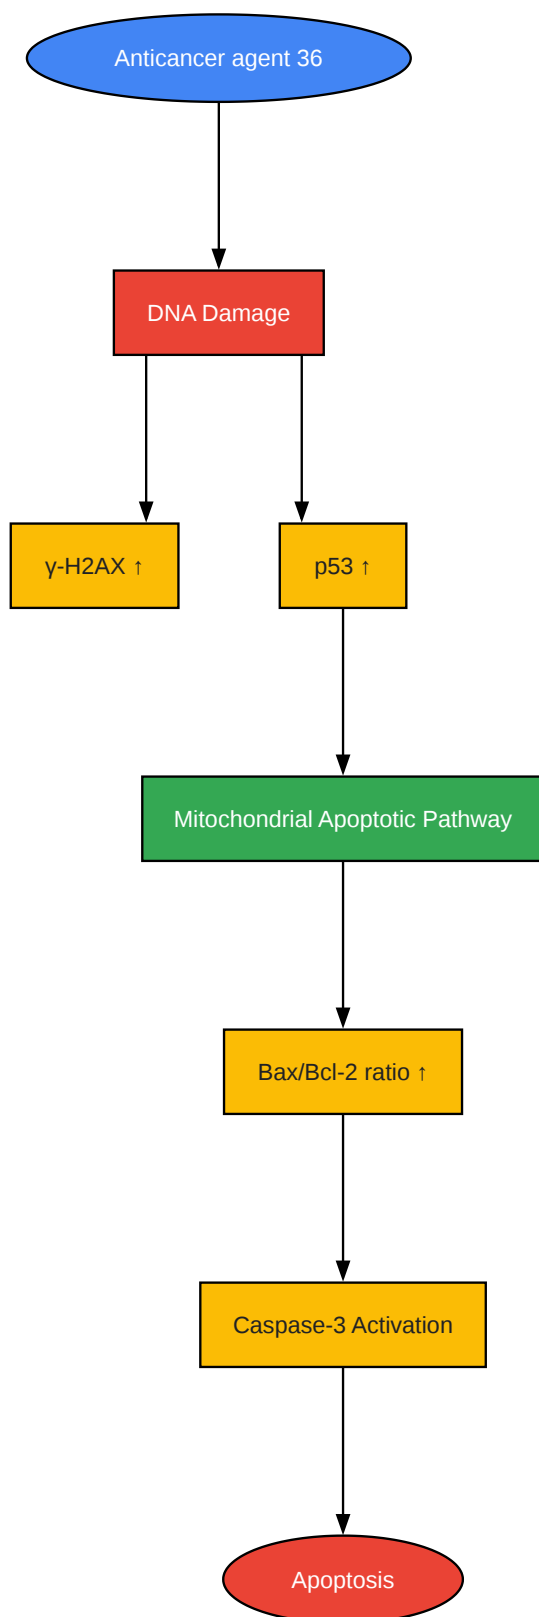 Anticancer agent 36
DNA Damage
γ-H2AX ↑
p53 ↑
Mitochondrial Apoptotic Pathway
Bax/Bcl-2 ratio ↑
Caspase-3 Activation
Apoptosis